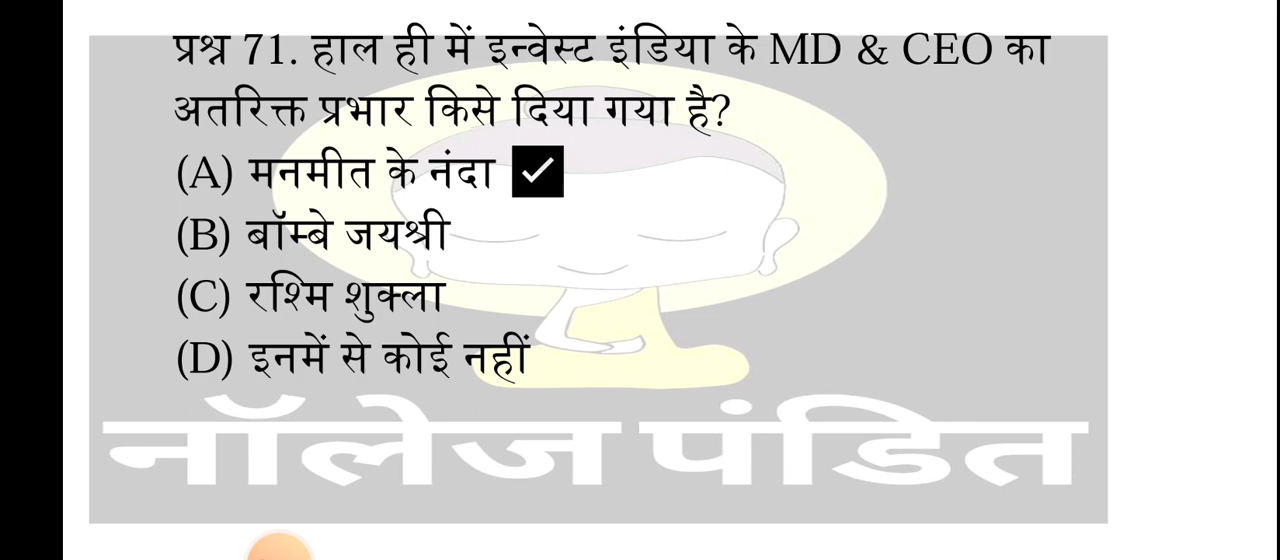 प्रश्न 71. हाल ही में इन्वेस्ट इंडिया के MD & CEO का
अतरिक्त प्रभार किसे दिया गया है?
(A) मनमीत के नंदा ✓
(B) बॉम्बे जयश्री
(C) रश्मि शुक्ला
(D) इनमें से कोई नहीं
नॉलेज पंडित